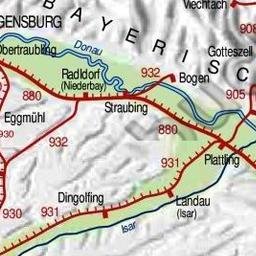 Viechtach
GENSBURG
BAYERISC
908
Obertraubling
Donau
Gotteszell
Radldorf
(Niederbay)
932
Bogen
880
Straubing
905
Eggmühl
932
880
930
931
Plattling
Dingolfing
Landau
(Isar)
930
931
Isar